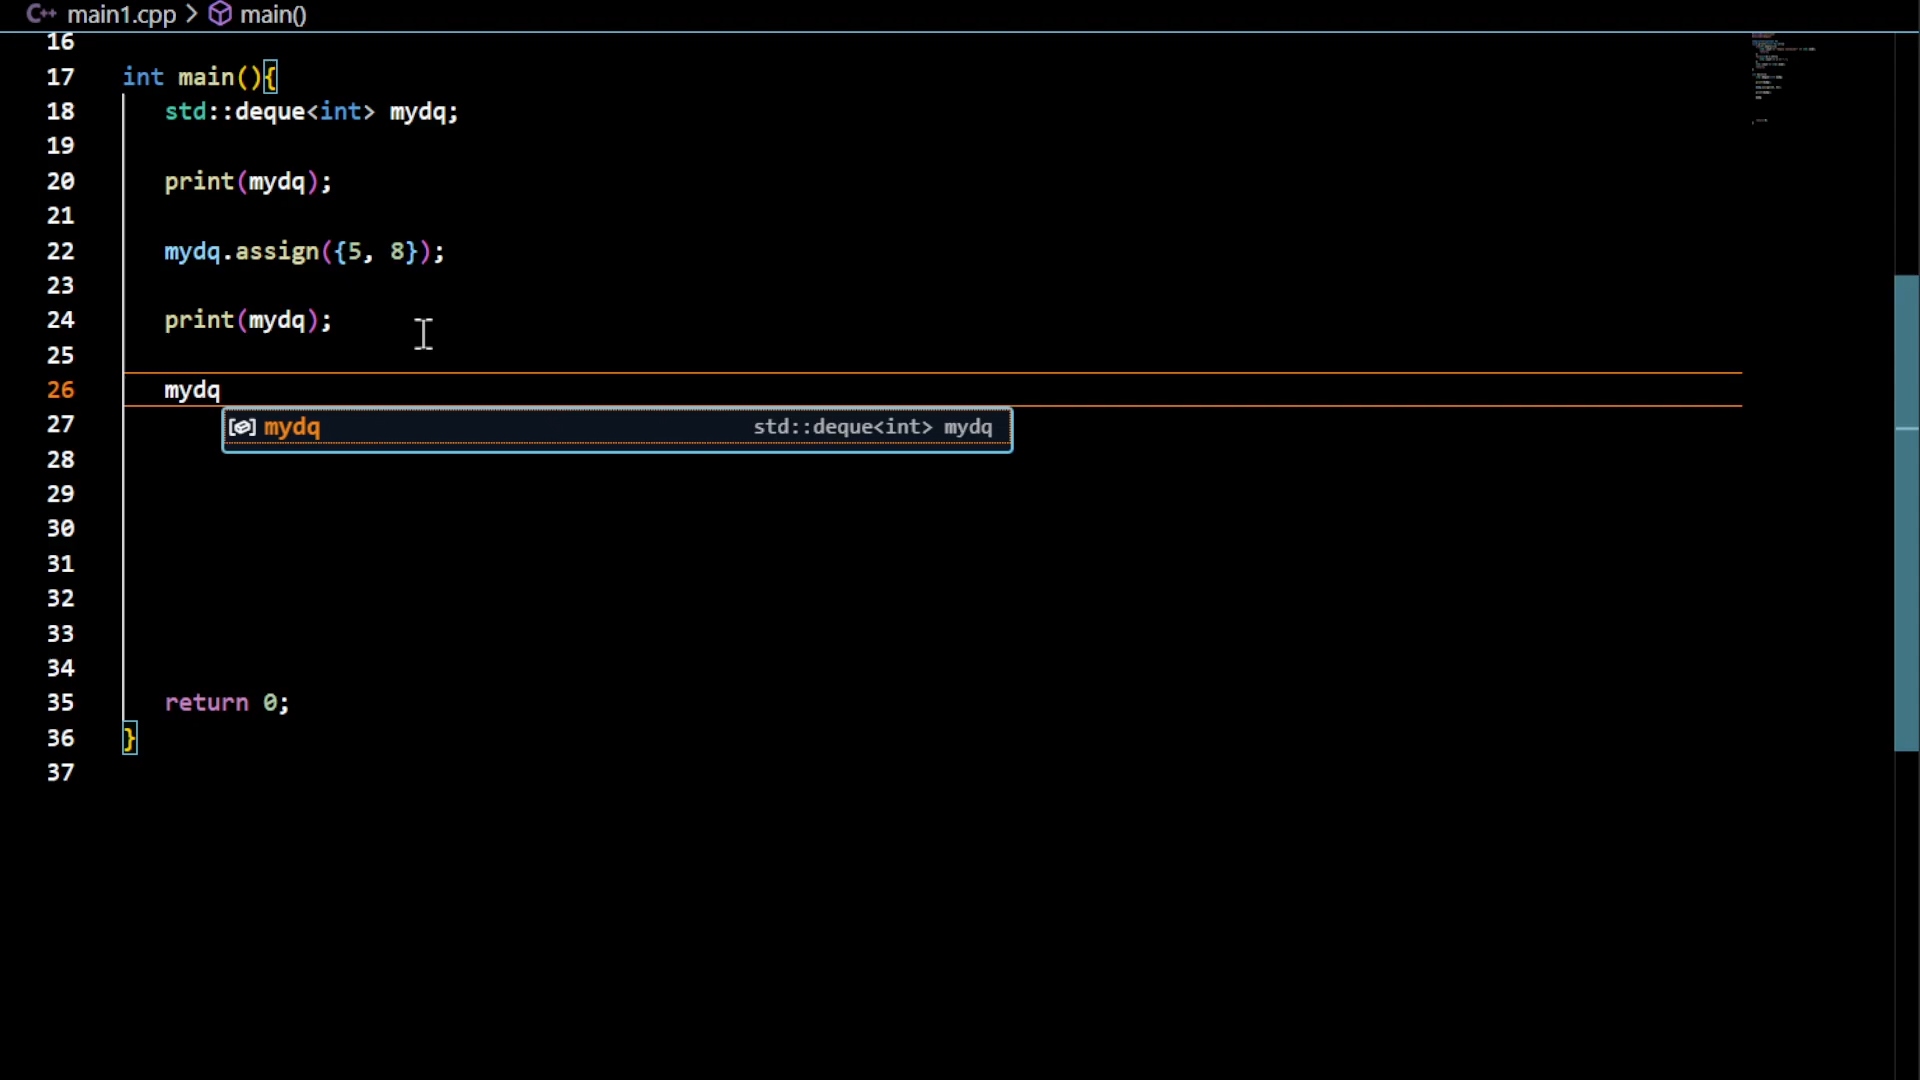 C++ main1.cpp > main()
16
17 int main(){
18 std::deque<int> mydq;
19
20 print(mydq);
21
22 mydq.assign({5, 8});
23
24 print(mydq);
25
26 mydq
mydq std::deque<int> mydq
27
28
29
30
31
32
33
34
35 return 0;
36 }
37